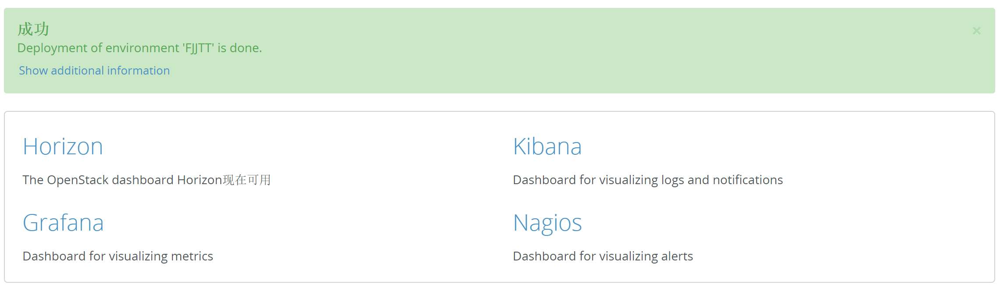 成功
Deployment of environment 'FJJTT' is done.
Show additional information
×
Horizon
The OpenStack dashboard Horizon现在可用
Kibana
Dashboard for visualizing logs and notifications
Grafana
Dashboard for visualizing metrics
Nagios
Dashboard for visualizing alerts